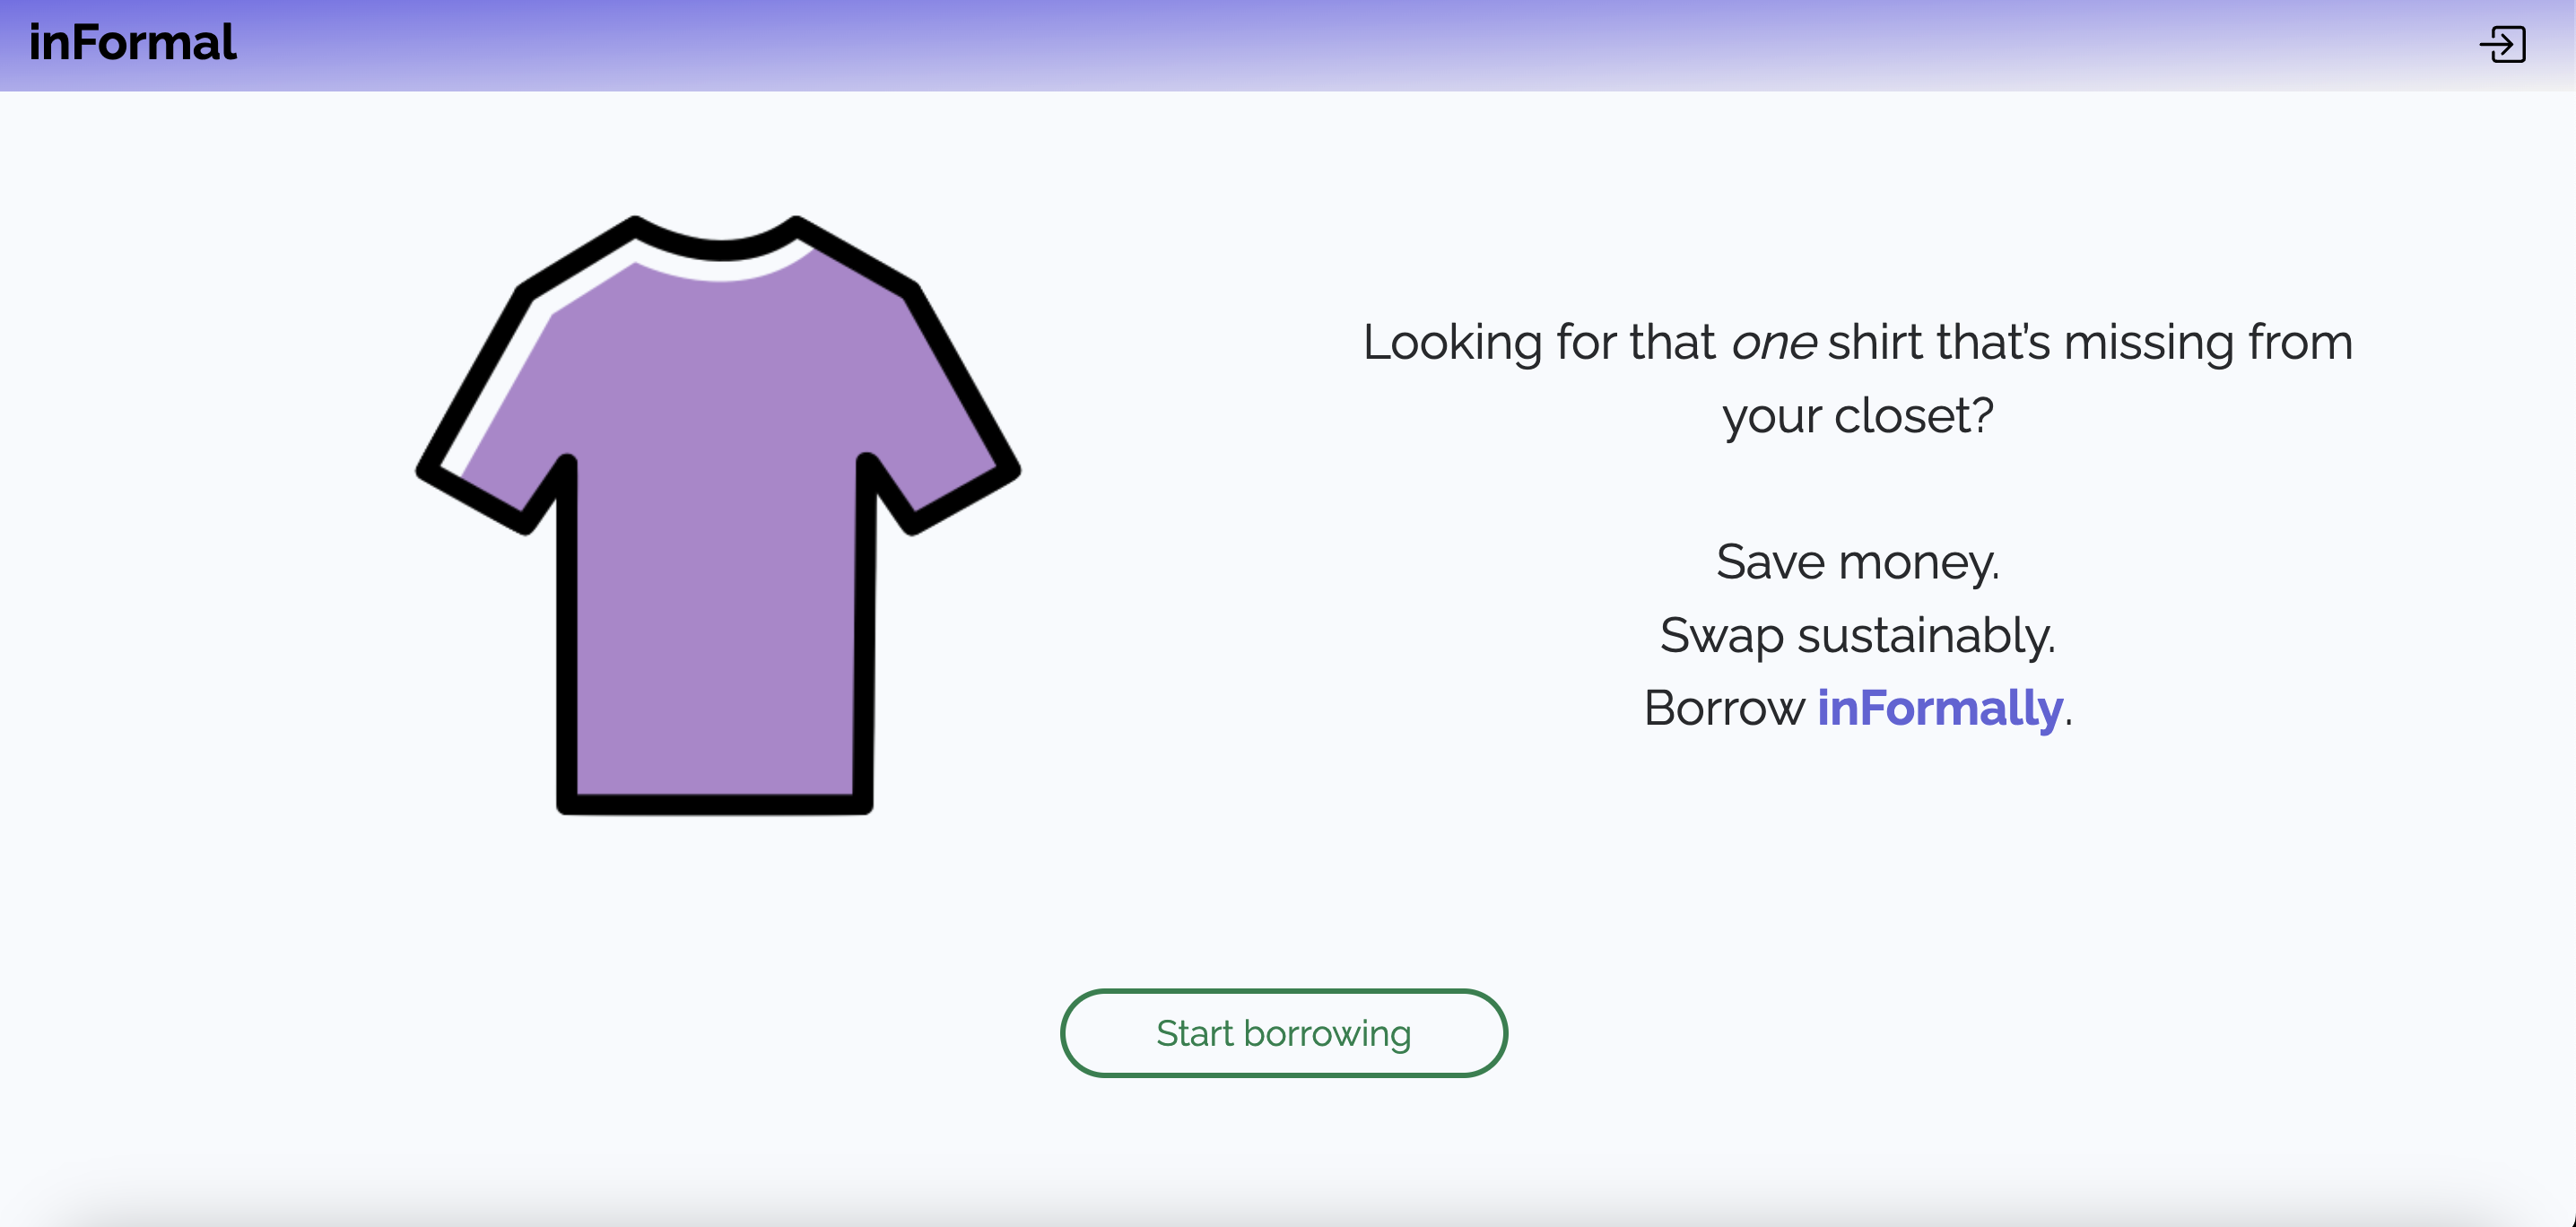 inFormal
Looking for that one shirt that's missing from
your closet?
Save money.
Swap sustainably.
Borrow inFormally.
Start borrowing